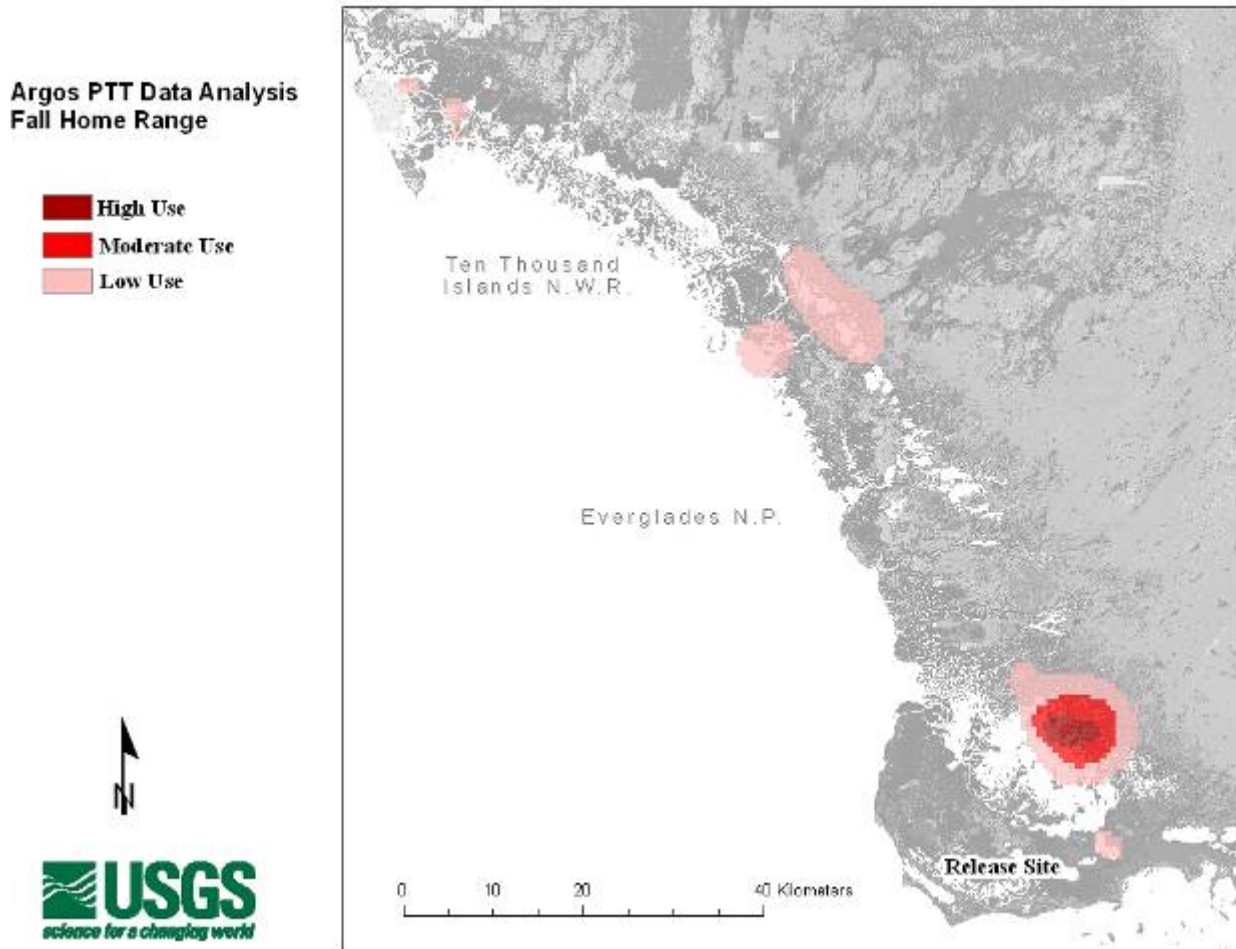 Argos PTT Data Analysis
Fall Home Range
High Use
Moderate Use
Low Use
Ten Thousand
Islands N.W.R.
Everglades N.P.
Release Site
N
0 10 20 40 Kilometers
USGS
science for a changing world